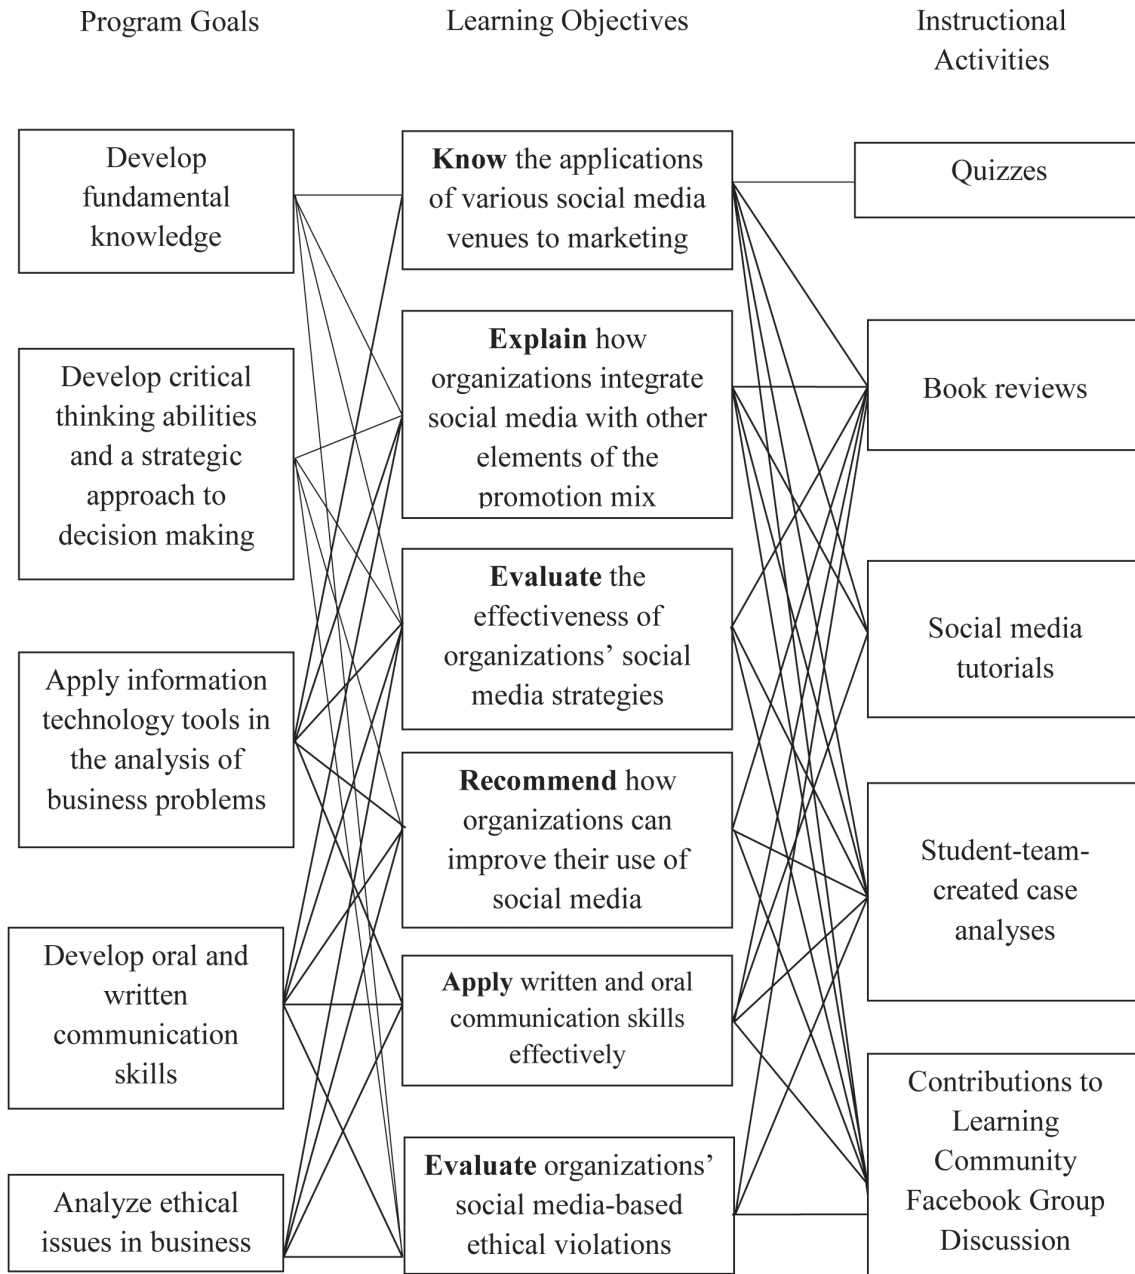 Program Goals
Learning Objectives
Instructional
Activities
Develop
fundamental
knowledge
Develop critical
thinking abilities
and a strategic
approach to
decision making
Apply information
technology tools in
the analysis of
business problems
Develop oral and
written
communication
skills
Analyze ethical
issues in business
Know the applications
of various social media
venues to marketing
Explain how
organizations integrate
social media with other
elements of the
promotion mix
Evaluate the
effectiveness of
organizations’ social
media strategies
Recommend how
organizations can
improve their use of
social media
Apply written and oral
communication skills
effectively
Evaluate organizations’
social media-based
ethical violations
Quizzes
Book reviews
Social media
tutorials
Student-team-
created case
analyses
Contributions to
Learning
Community
Facebook Group
Discussion